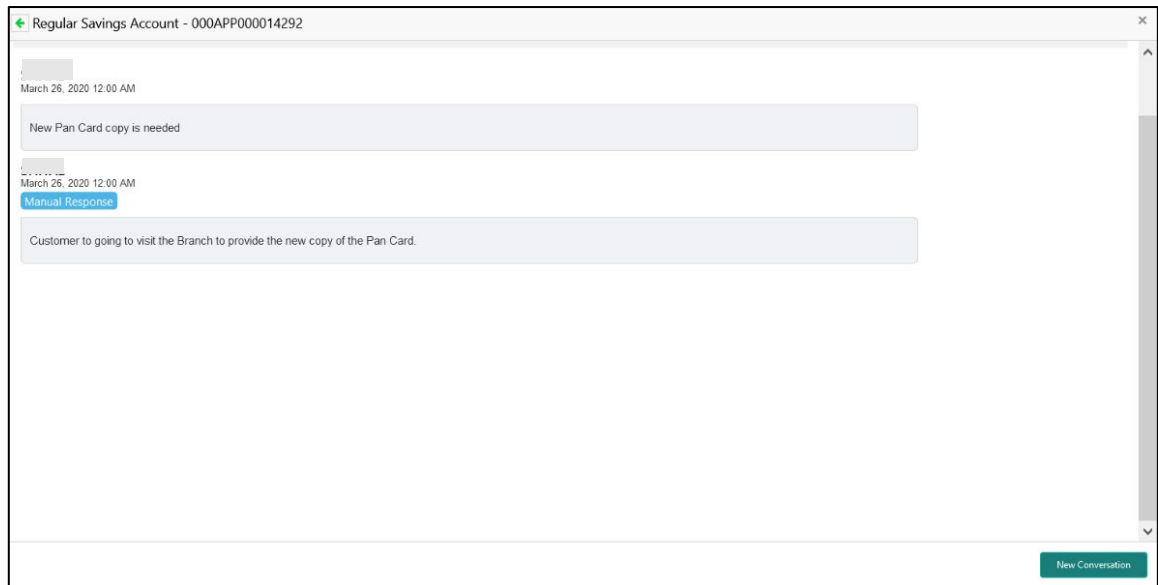 Regular Savings Account - 000APP000014292
March 26, 2020 12:00 AM
New Pan Card copy is needed
March 26, 2020 12:00 AM
Manual Response
Customer to going to visit the Branch to provide the new copy of the Pan Card.
New Conversation